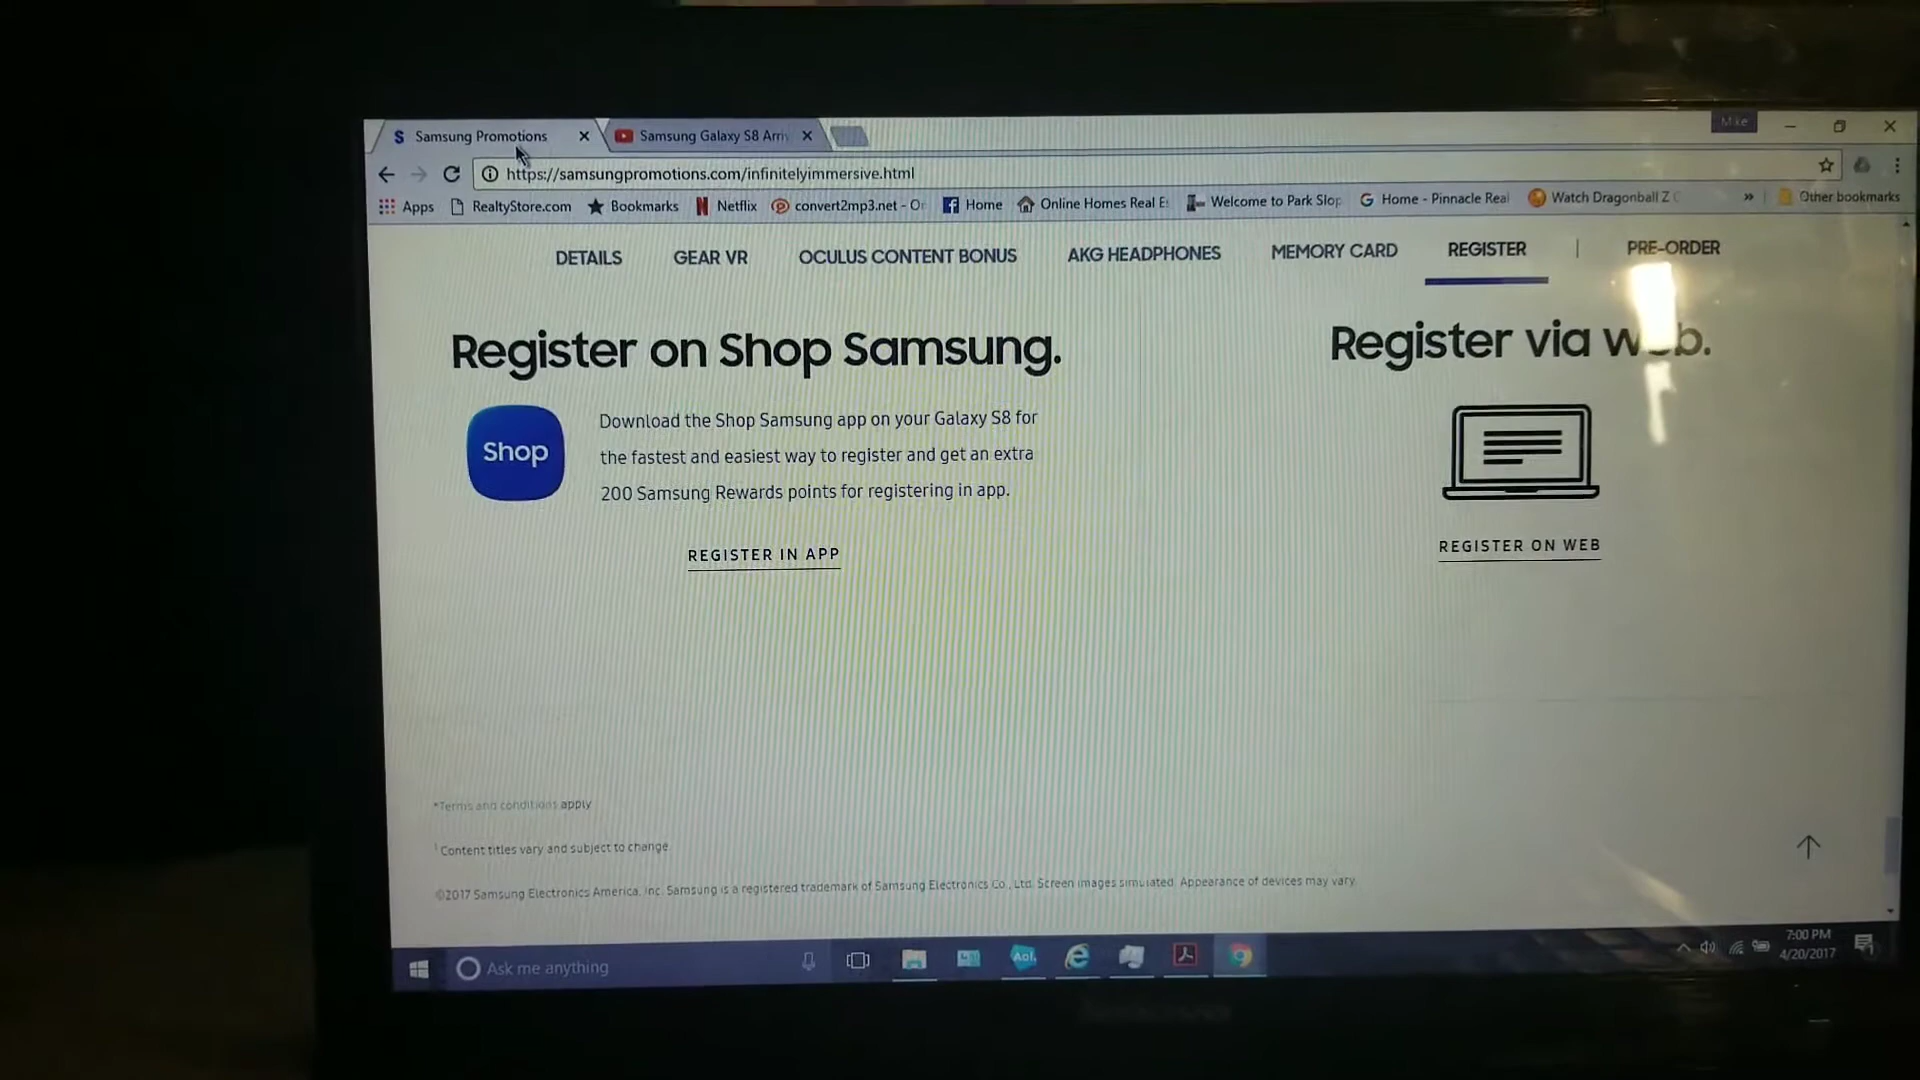 Samsung Promotions
Samsung Galaxy S8 Arri
Mike
https://samsungpromotions.com/infinitelyimmersive.html
Apps RealtyStore.com Bookmarks Netflix convert2mp3.net - O Home Online Homes Real E Welcome to Park Slop Home - Pinnacle Real Watch Dragonball Z » Other bookmarks
DETAILS GEAR VR OCULUS CONTENT BONUS AKG HEADPHONES MEMORY CARD REGISTER | PRE-ORDER
Register on Shop Samsung.
Shop
Download the Shop Samsung app on your Galaxy S8 for
the fastest and easiest way to register and get an extra
200 Samsung Rewards points for registering in app.
REGISTER IN APP
Register via web.
REGISTER ON WEB
*Terms and conditions apply
¹ Content titles vary and subject to change
©2017 Samsung Electronics America, Inc. Samsung is a registered trademark of Samsung Electronics Co., Ltd. Screen images simulated. Appearance of devices may vary.
Ask me anything
Aol.
7:00 PM
4/20/2017